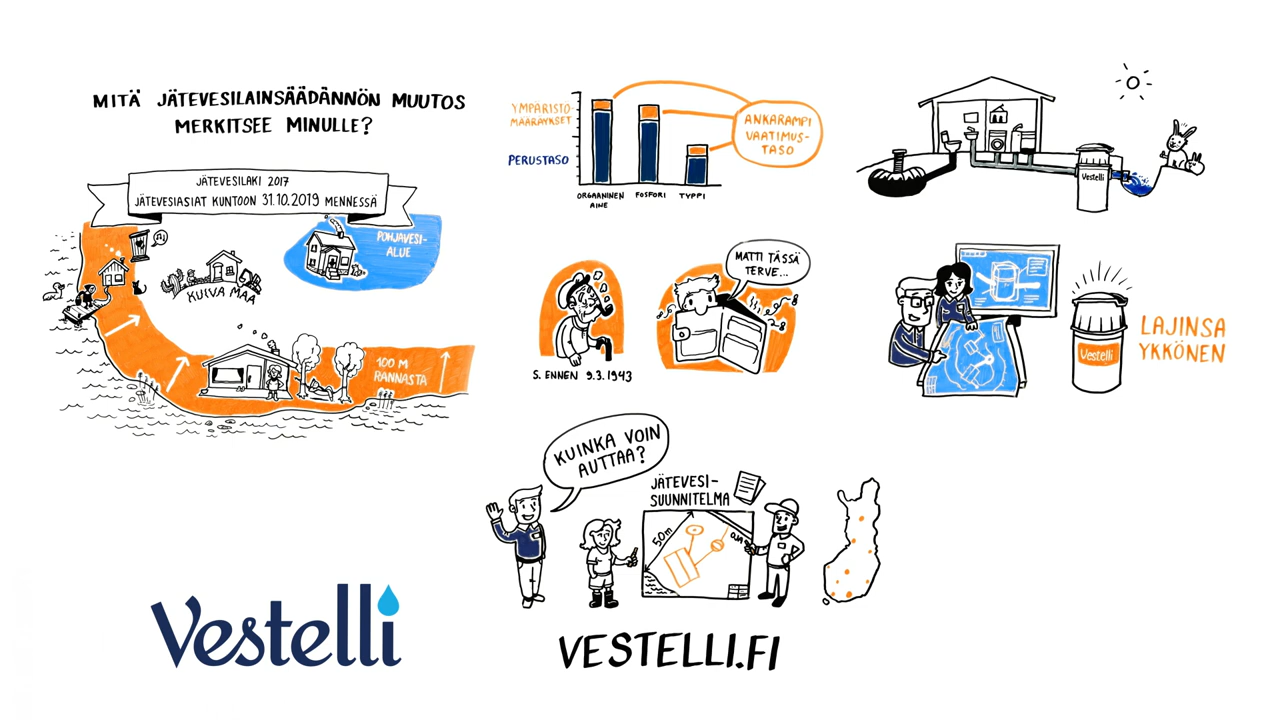 MITÄ JÄTEVESILAINSÄÄDÄNNÖN MUUTOS
MERKITSEE MINULLE?
JÄTEVESILAKI 2017
JÄTEVESIASIAT KUNTOON 31.10.2019 MENNESSÄ
POHJAVESI-
ALUE
KUIVA MAA
100 M
RANNASTA
YMPÄRISTÖ-
MÄÄRÄYKSET
PERUSTASO
ANKARAMPI
VAATIMUS-
TASO
ORGAANINEN
AINE
FOSFORI
TYPPI
Vestelli
S. ENNEN 9.3.1943
MATTI TÄSSÄ
TERVE...
Vestelli
LAJINSA
YKKÖNEN
KUINKA VOIN
AUTTAA?
JÄTEVESI-
SUUNNITELMA
50m
OJA
Vestelli
VESTELLI.FI